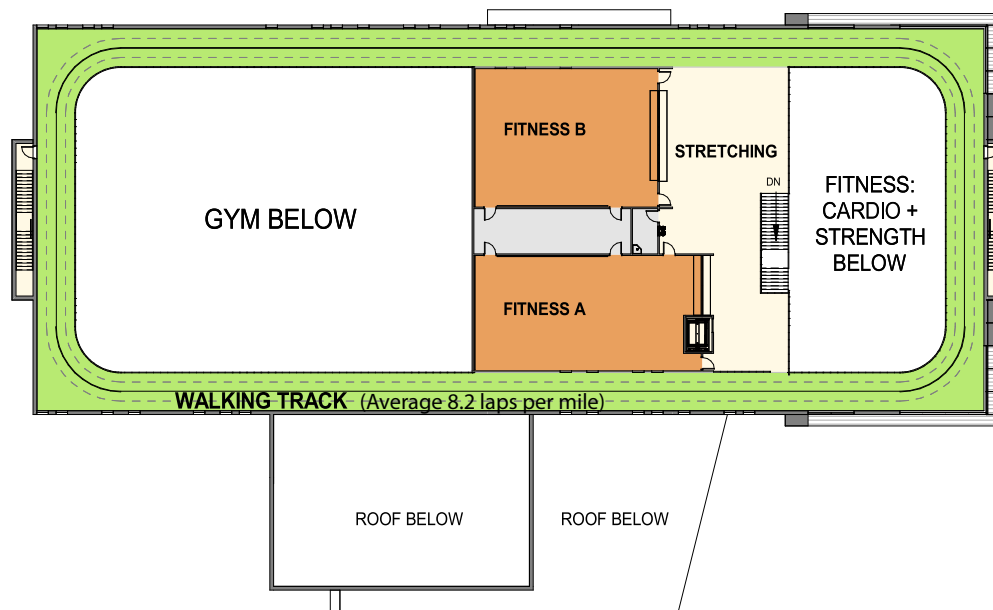 FITNESS B
STRETCHING
DN
FITNESS:
CARDIO +
STRENGTH
BELOW
GYM BELOW
FITNESS A
WALKING TRACK (Average 8.2 laps per mile)
ROOF BELOW
ROOF BELOW